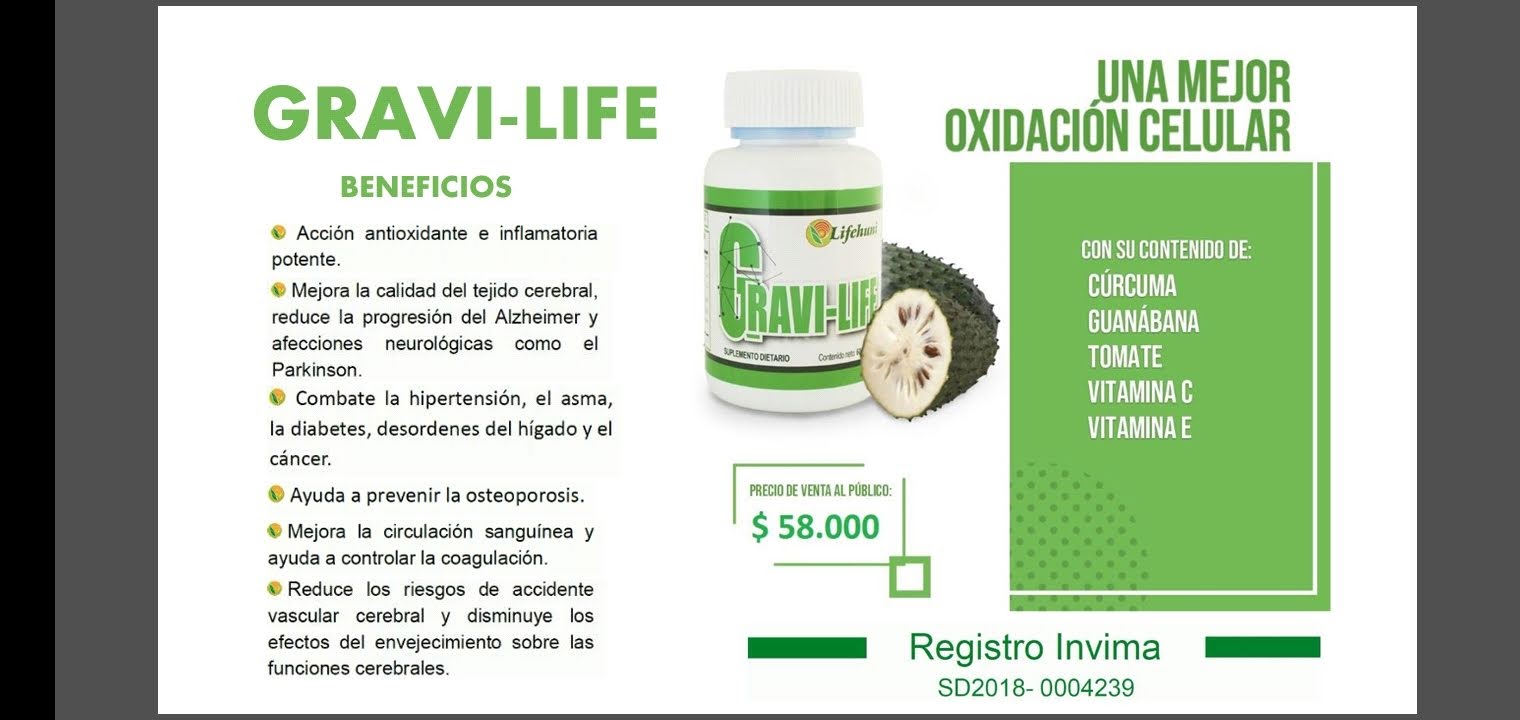 GRAVI-LIFE
BENEFICIOS
Acción antioxidante e inflamatoria
potente.
Mejora la calidad del tejido cerebral,
reduce la progresión del Alzheimer y
afecciones neurológicas como el
Parkinson.
Combate la hipertensión, el asma,
la diabetes, desordenes del hígado y el
cáncer.
Ayuda a prevenir la osteoporosis.
Mejora la circulación sanguínea y
ayuda a controlar la coagulación.
Reduce los riesgos de accidente
vascular cerebral y disminuye los
efectos del envejecimiento sobre las
funciones cerebrales.
Lifehuni
GRAVI-LIFE
SUPLEMENTO DIETARIO
Contenido neto
PRECIO DE VENTA AL PÚBLICO:
$ 58.000
UNA MEJOR
OXIDACIÓN CELULAR
CON SU CONTENIDO DE:
CÚRCUMA
GUANÁBANA
TOMATE
VITAMINA C
VITAMINA E
Registro Invima
SD2018- 0004239